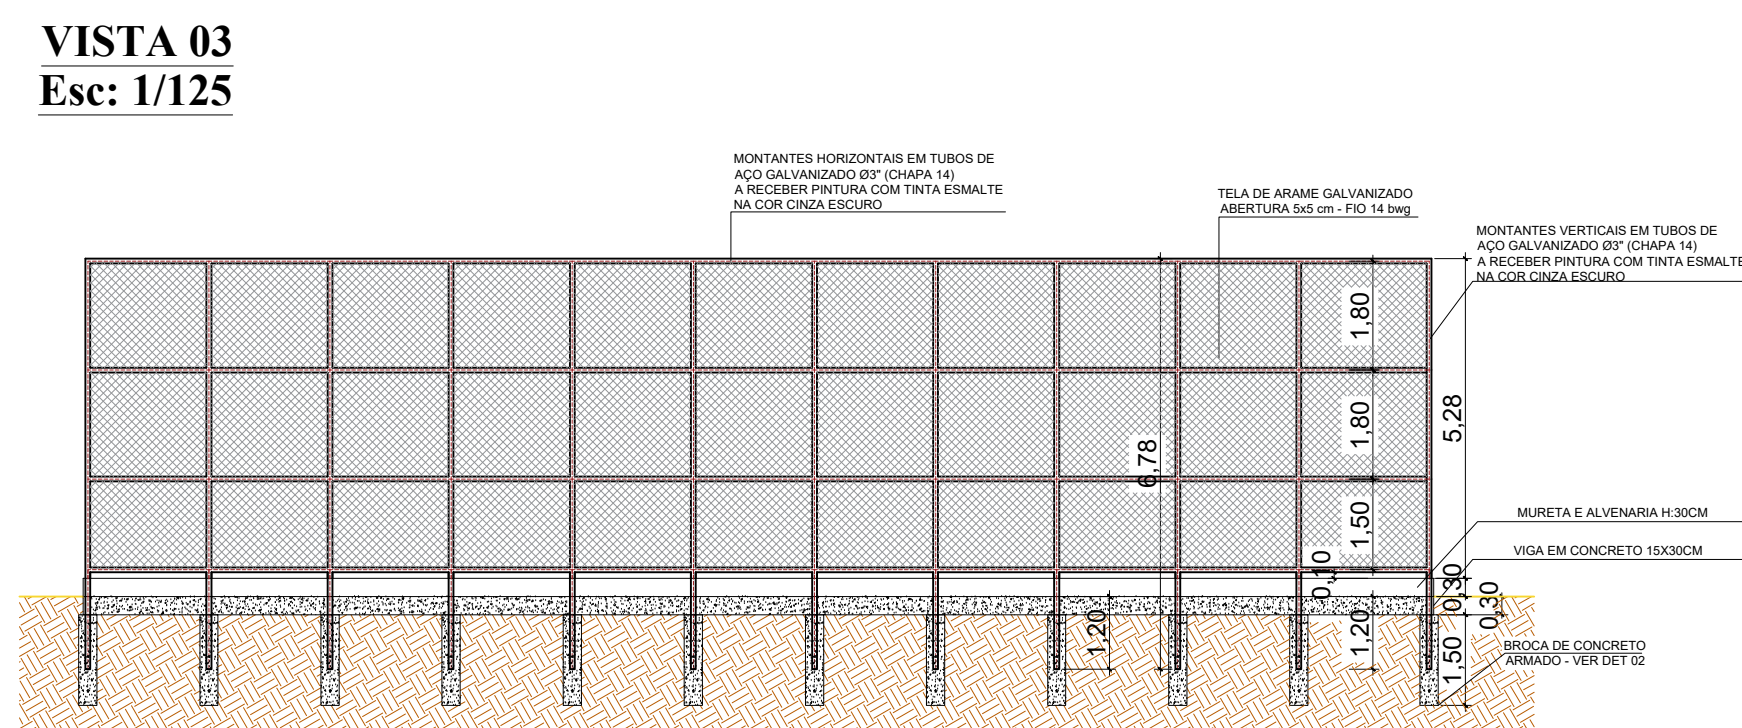 VISTA 03
Esc: 1/125
MONTANTES HORIZONTAIS EM TUBOS DE
AÇO GALVANIZADO Ø3" (CHAPA 14)
A RECEBER PINTURA COM TINTA ESMALTE
NA COR CINZA ESCURO
TELA DE ARAME GALVANIZADO
ABERTURA 5x5 cm - FIO 14 bwg
MONTANTES VERTICAIS EM TUBOS DE
AÇO GALVANIZADO Ø3" (CHAPA 14)
A RECEBER PINTURA COM TINTA ESMALTE
NA COR CINZA ESCURO
1,80
1,80
5,28
6,78
1,50
MURETA E ALVENARIA H:30CM
VIGA EM CONCRETO 15X30CM
0,10
0,30
0,30
1,20
1,20
1,50
BROCA DE CONCRETO
ARMADO - VER DET 02